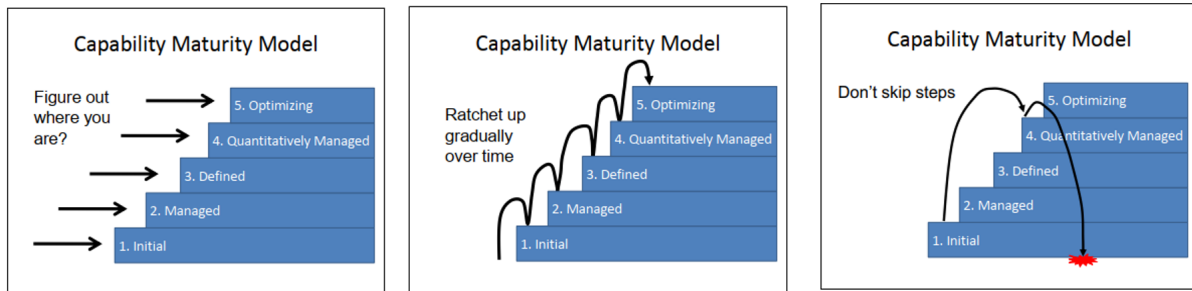 Capability Maturity Model
Figure out
where you
are?
5. Optimizing
4. Quantitatively Managed
3. Defined
2. Managed
1. Initial
Capability Maturity Model
Ratchet up
gradually
over time
5. Optimizing
4. Quantitatively Managed
3. Defined
2. Managed
1. Initial
Capability Maturity Model
Don't skip steps
5. Optimizing
4. Quantitatively Managed
3. Defined
2. Managed
1. Initial